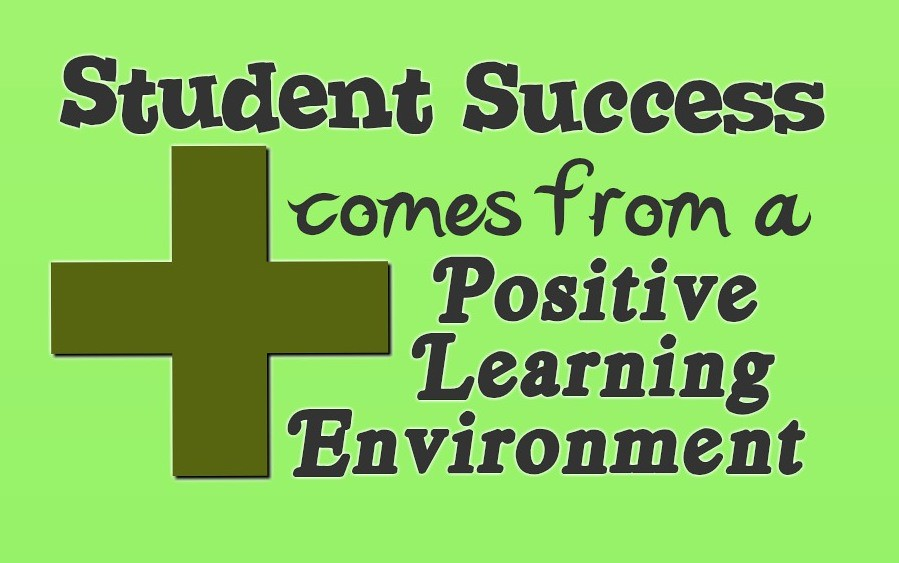 Student Success
comes from a
Positive
Learning
Environment